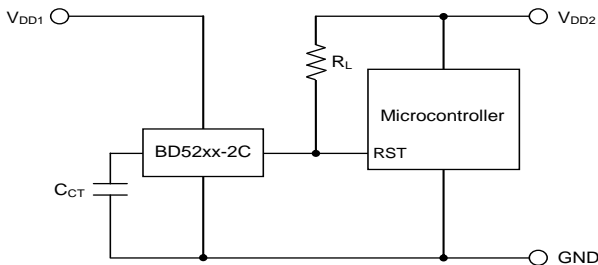 VDD1
VDD2
RL
Microcontroller
BD52xx-2C
RST
CCT
GND